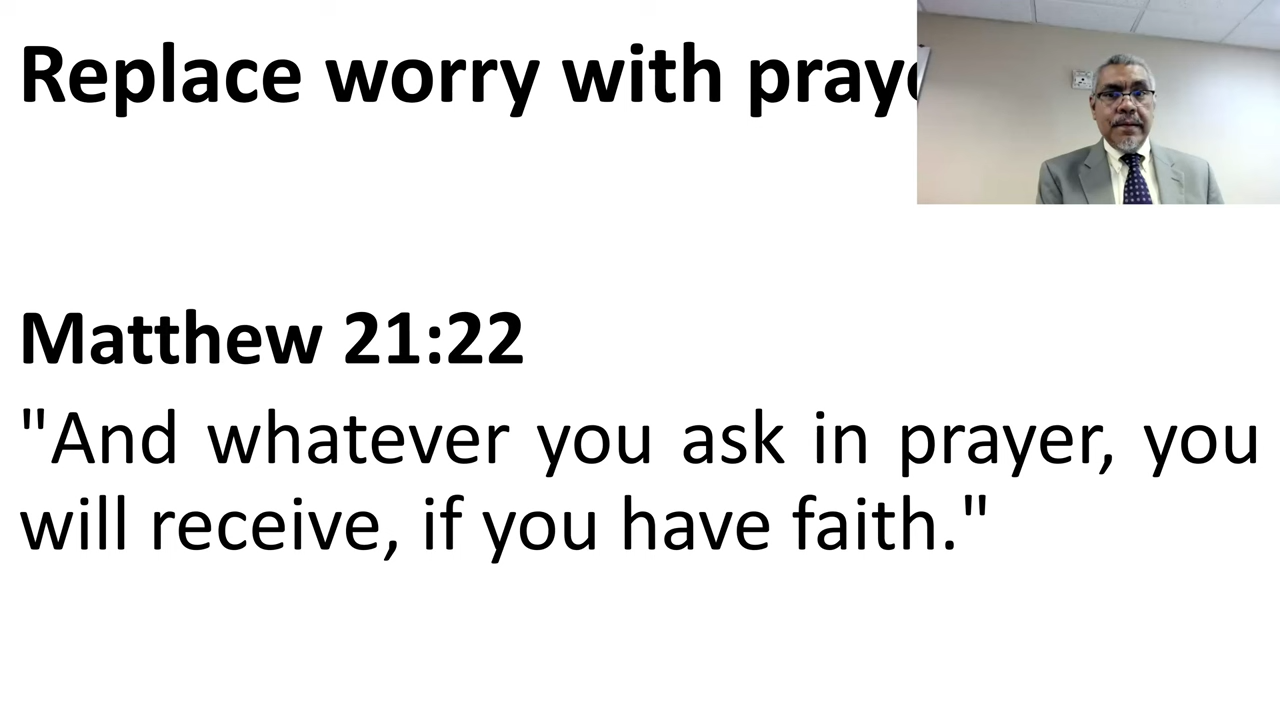 Replace worry with praye
Matthew 21:22
"And whatever you ask in prayer, you
will receive, if you have faith."